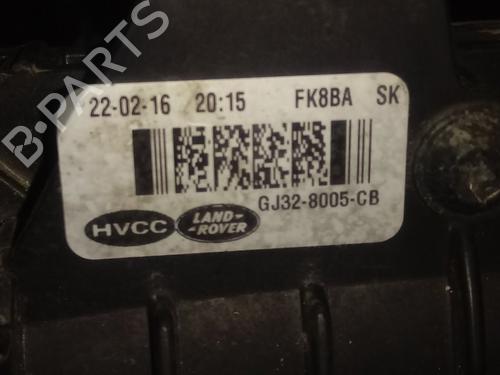 22-02-16 20:15 FK8BA SK
GJ32-8005-CB
HVCC LAND-
-ROVER
B-PARTS